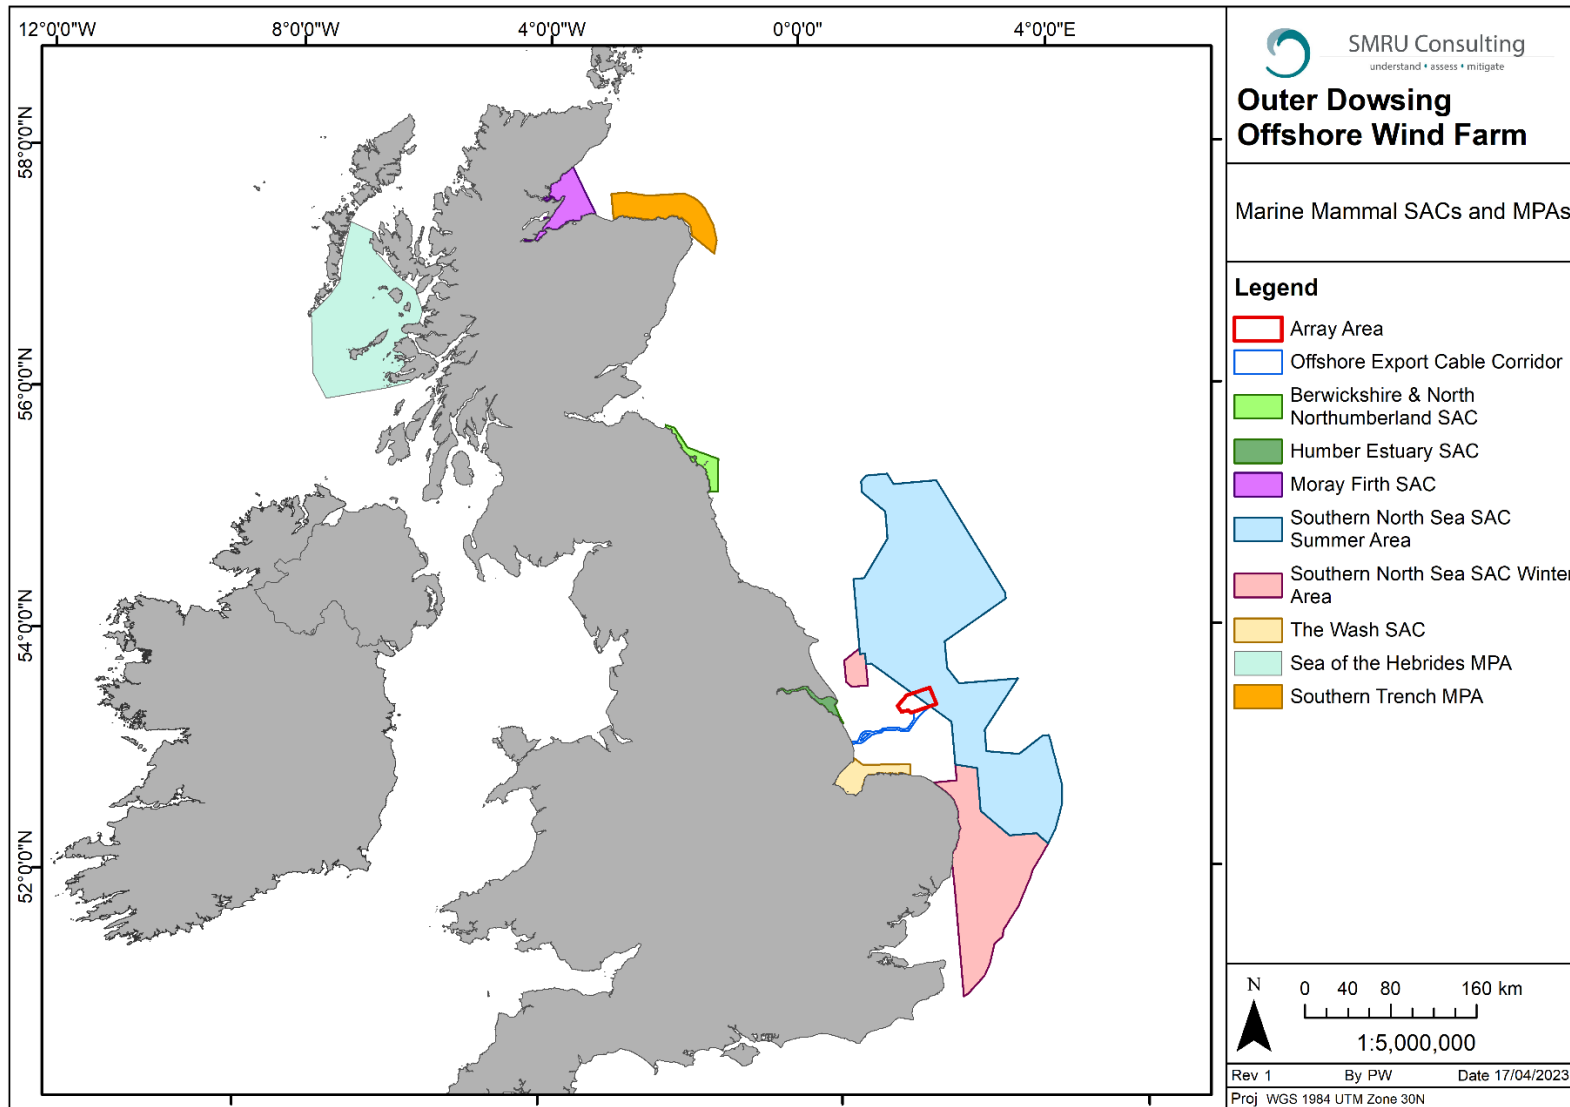 12°0'0"W 8°0'0"W 4°0'0"W 0°0'0" 4°0'0"E
58°0'0"N
56°0'0"N
54°0'0"N
52°0'0"N
SMRU Consulting
understand • assess • mitigate
Outer Dowsing
Offshore Wind Farm
Marine Mammal SACs and MPAs
Legend
Array Area
Offshore Export Cable Corridor
Berwickshire & North
Northumberland SAC
Humber Estuary SAC
Moray Firth SAC
Southern North Sea SAC
Summer Area
Southern North Sea SAC Winter
Area
The Wash SAC
Sea of the Hebrides MPA
Southern Trench MPA
N
0 40 80 160 km
1:5,000,000
Rev 1 By PW Date 17/04/2023
Proj WGS 1984 UTM Zone 30N